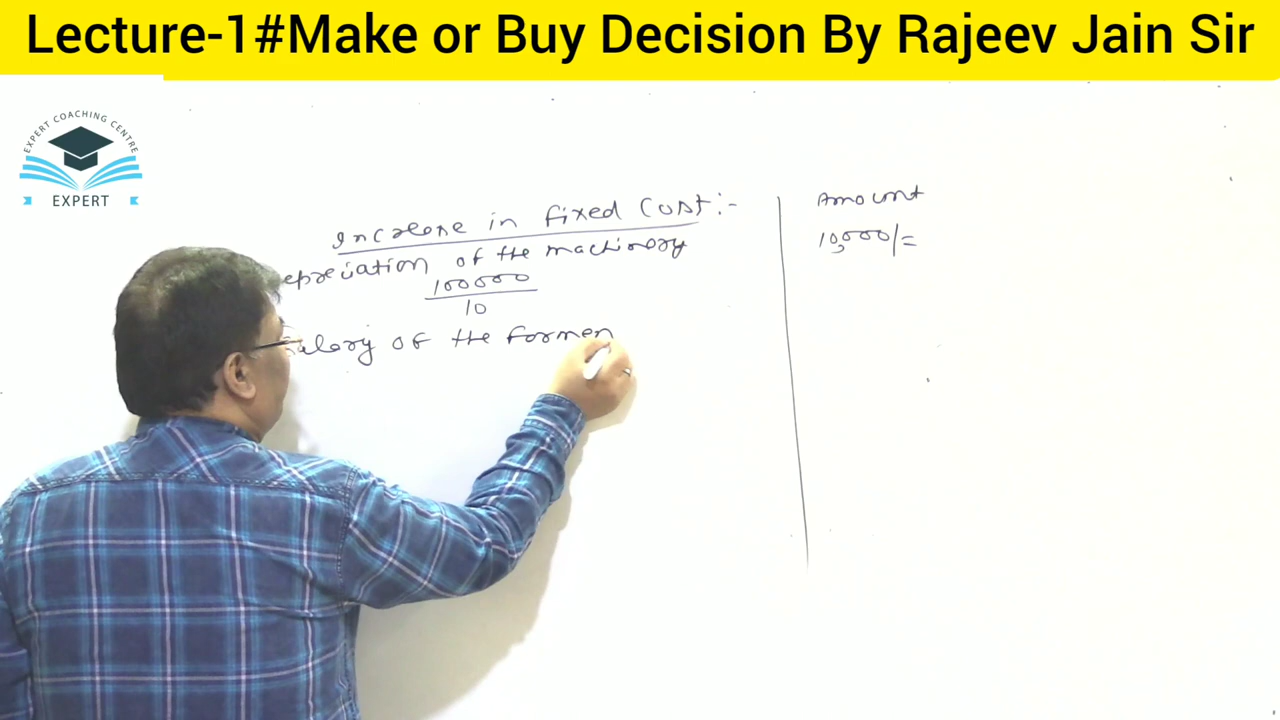 Lecture-1#Make or Buy Decision By Rajeev Jain Sir
EXPERT COACHING CENTRE
EXPERT
Increase in fixed Cost:-
Amount
epreciation of the machinery
10,000/=
100000
10
Salary of the formen